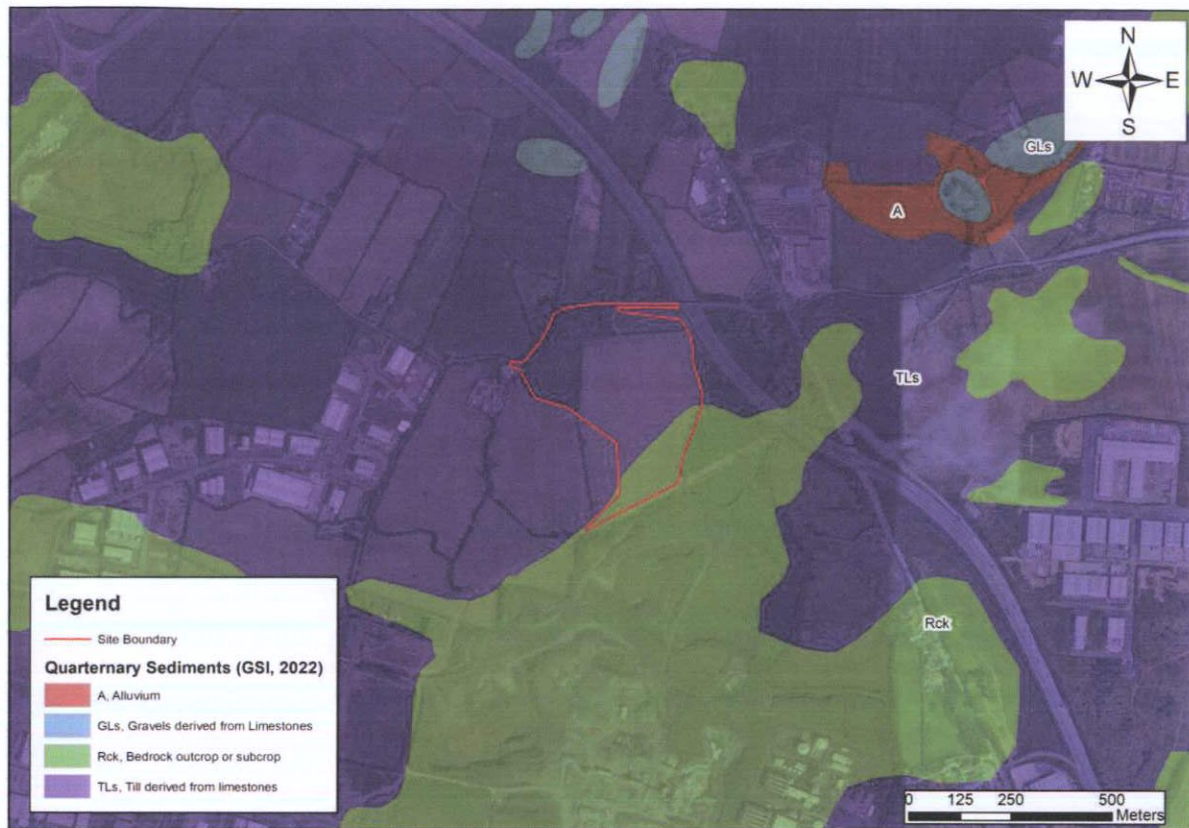 N
W E
S
GLs
A
TLs
Rck
Legend
Site Boundary
Quarternary Sediments (GSI, 2022)
A, Alluvium
GLs, Gravels derived from Limestones
Rck, Bedrock outcrop or subcrop
TLs, Till derived from limestones
0 125 250 500
Meters